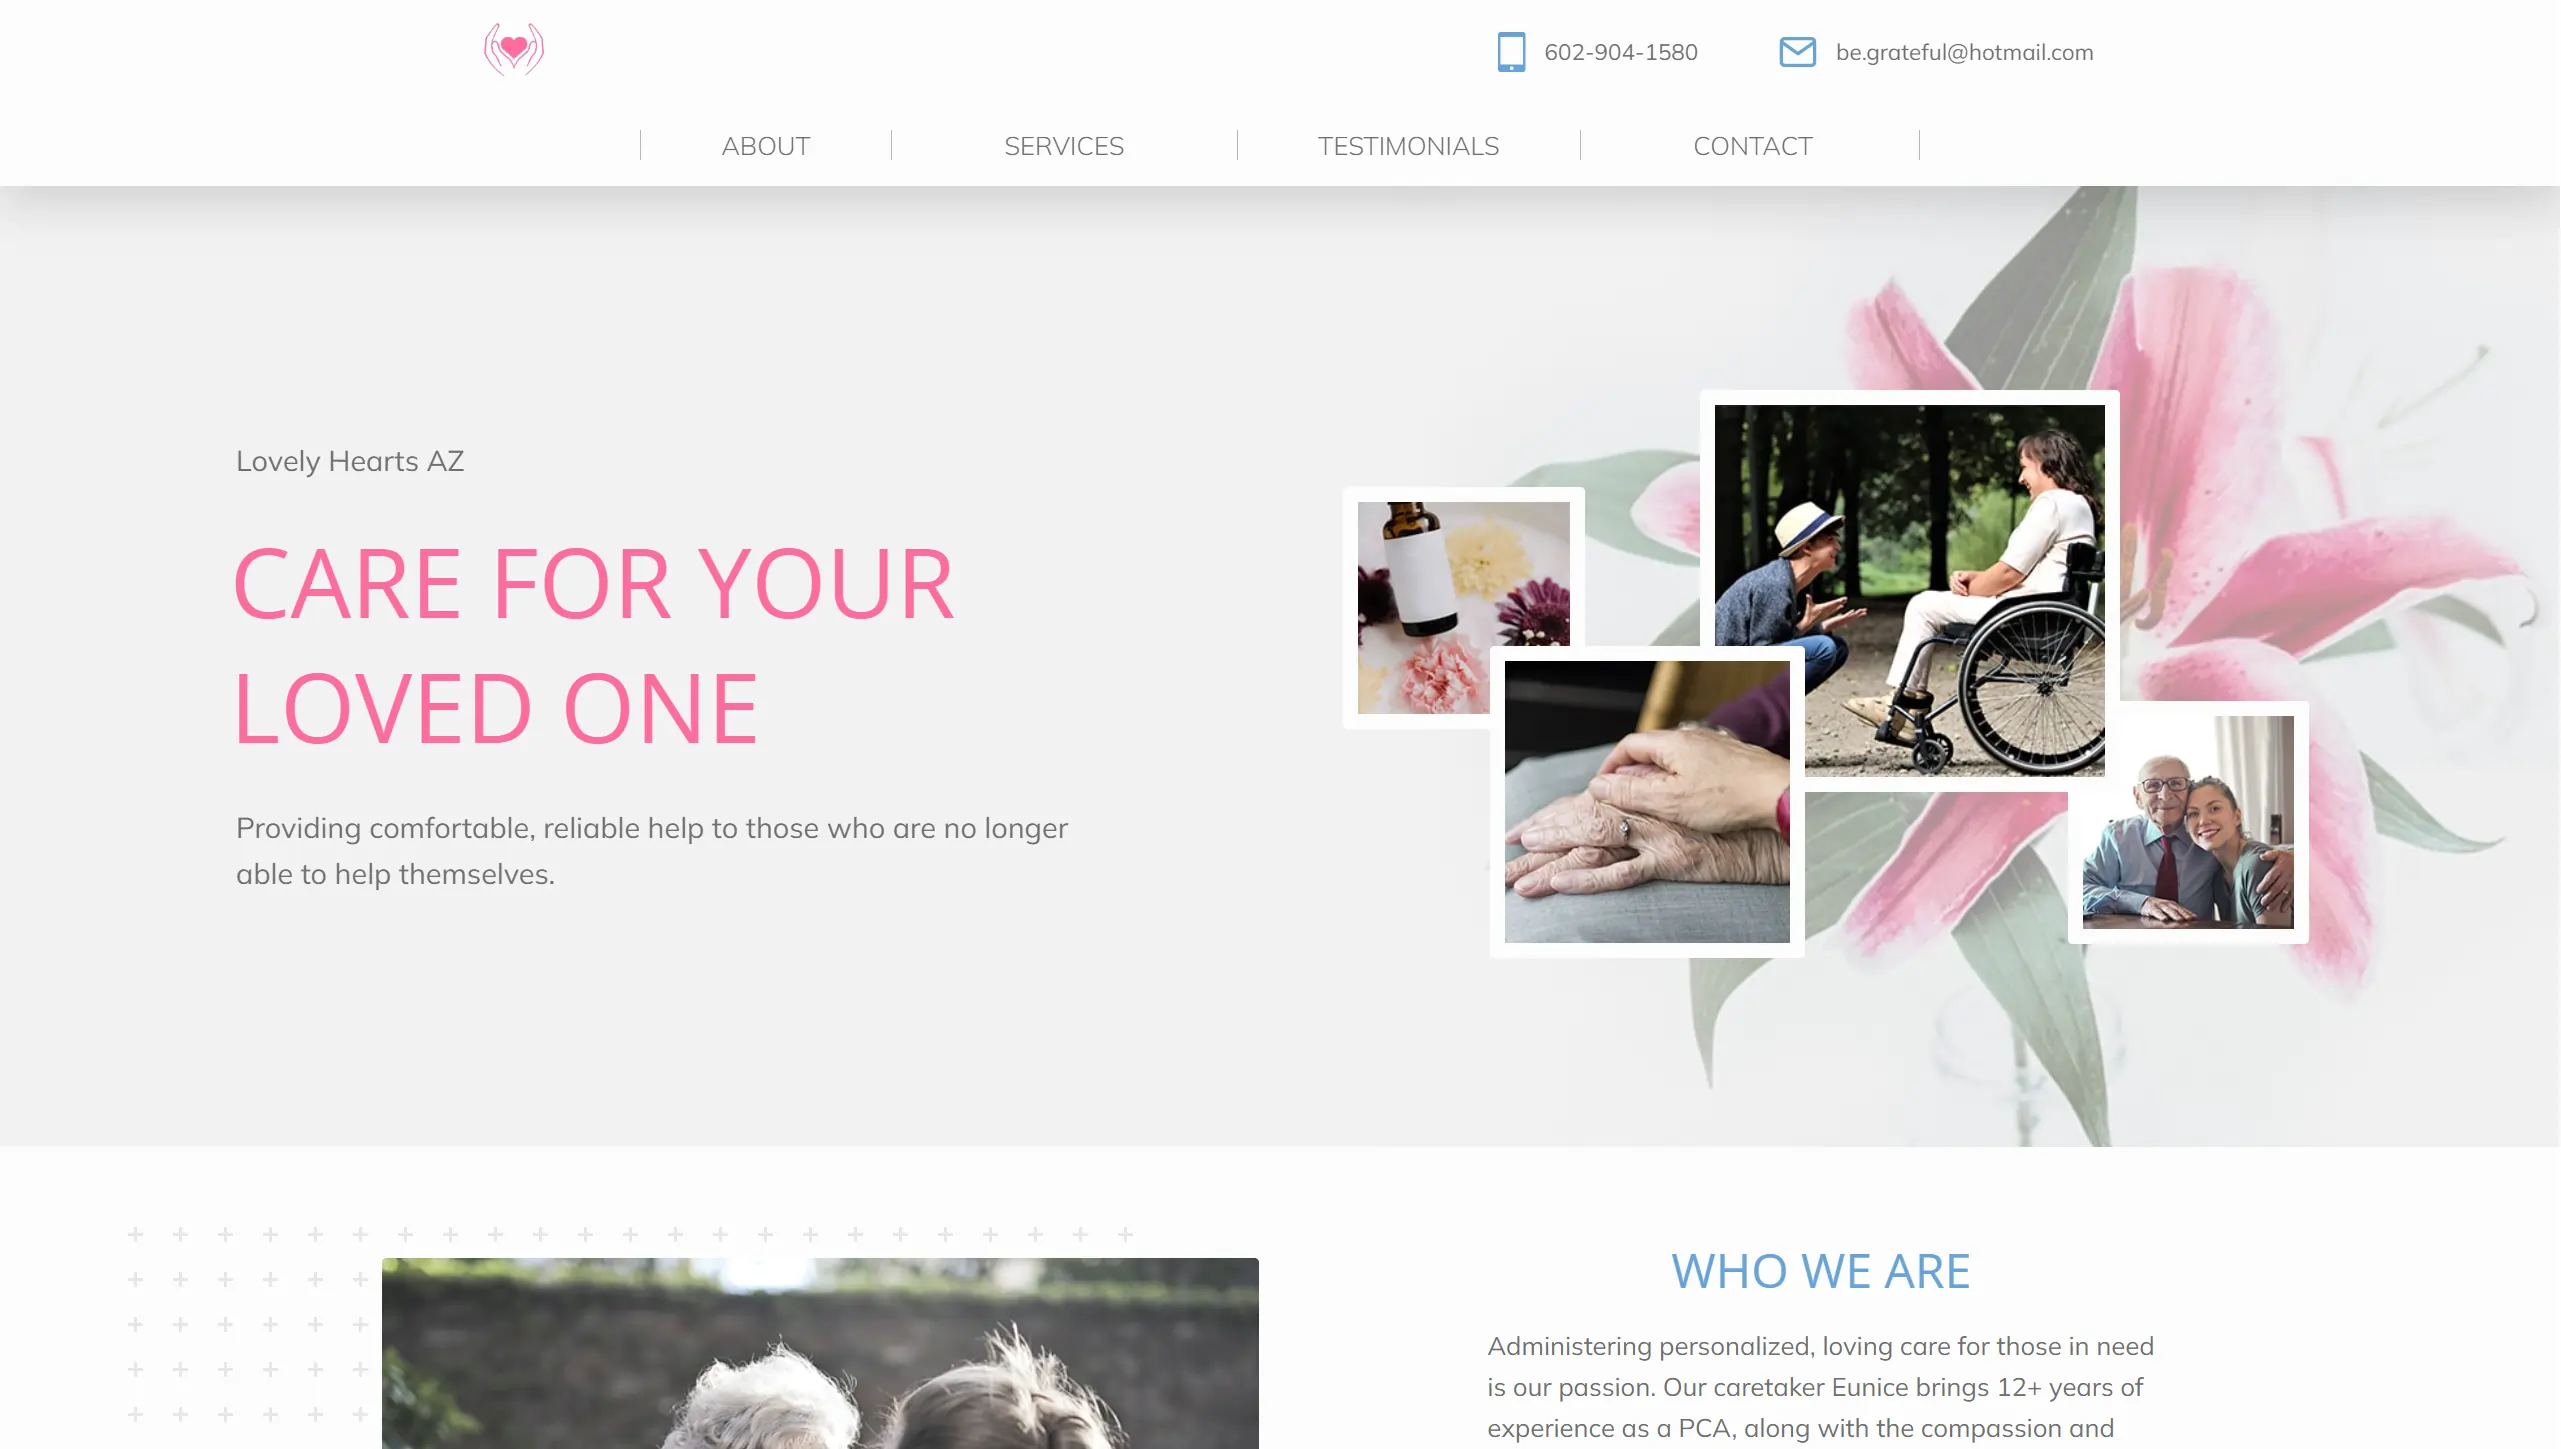 602-904-1580
be.grateful@hotmail.com
ABOUT
SERVICES
TESTIMONIALS
CONTACT
Lovely Hearts AZ
CARE FOR YOUR
LOVED ONE
Providing comfortable, reliable help to those who are no longer
able to help themselves.
WHO WE ARE
Administering personalized, loving care for those in need
is our passion. Our caretaker Eunice brings 12+ years of
experience as a PCA, along with the compassion and